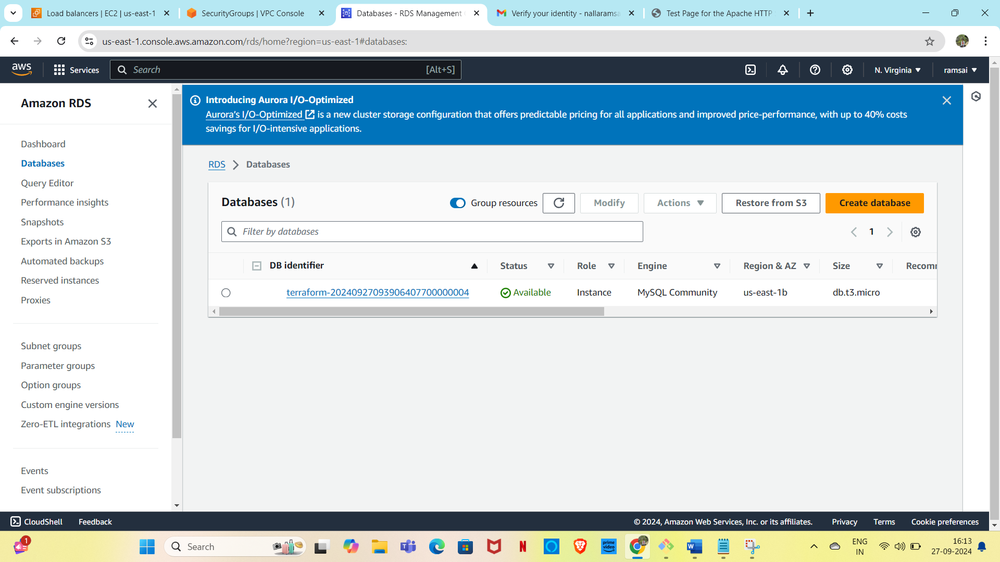 Load balancers | EC2 | us-east-1
SecurityGroups | VPC Console
Databases - RDS Management
Verify your identity - nallaramsa
Test Page for the Apache HTTP
us-east-1.console.aws.amazon.com/rds/home?region=us-east-1#databases:
aws
Services
Search
[Alt+S]
N. Virginia
ramsai
Amazon RDS
Dashboard
Databases
Query Editor
Performance insights
Snapshots
Exports in Amazon S3
Automated backups
Reserved instances
Proxies
Subnet groups
Parameter groups
Option groups
Custom engine versions
Zero-ETL integrations New
Events
Event subscriptions
Introducing Aurora I/O-Optimized
Aurora's I/O-Optimized is a new cluster storage configuration that offers predictable pricing for all applications and improved price-performance, with up to 40% costs
savings for I/O-intensive applications.
RDS Databases
Databases (1)
Group resources
Modify
Actions
Restore from S3
Create database
Filter by databases
1
DB identifier Status Role Engine Region & AZ Size Recom
terraform-20240927093906407700000004 Available Instance MySQL Community us-east-1b db.t3.micro
CloudShell Feedback
© 2024, Amazon Web Services, Inc. or its affiliates. Privacy Terms Cookie preferences
1
Search
prime video
ENG
IN
16:13
27-09-2024